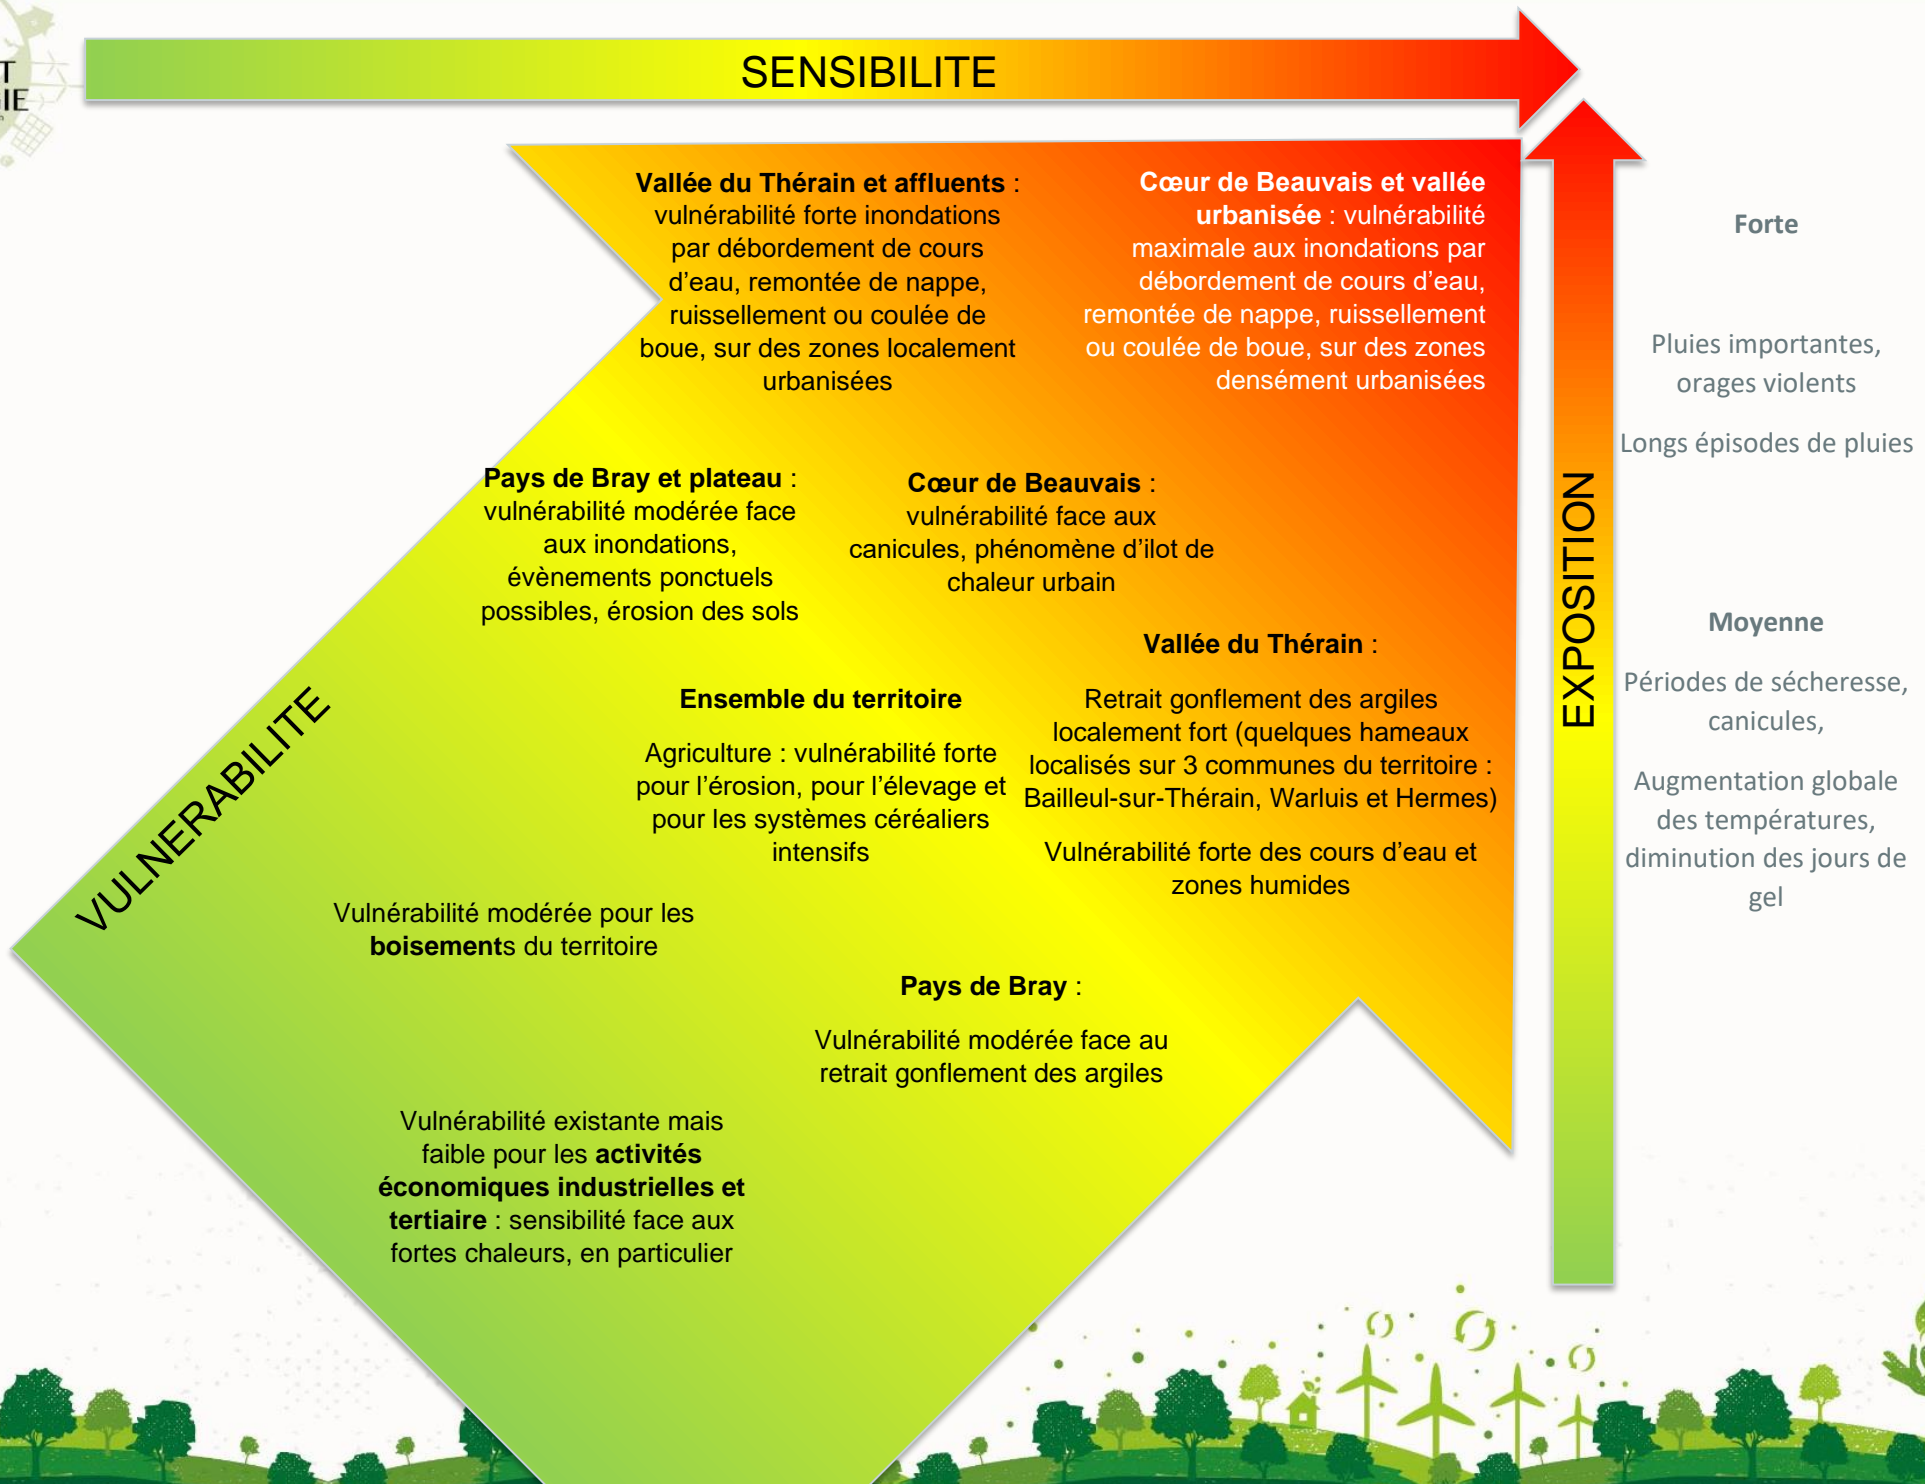 T
IE
SENSIBILITE
Vallée du Thérain et affluents :
vulnérabilité forte inondations
par débordement de cours
d’eau, remontée de nappe,
ruissellement ou coulée de
boue, sur des zones localement
urbanisées
Cœur de Beauvais et vallée
urbanisée : vulnérabilité
maximale aux inondations par
débordement de cours d’eau,
remontée de nappe, ruissellement
ou coulée de boue, sur des zones
densément urbanisées
Forte
Pluies importantes,
orages violents
Longs épisodes de pluies
EXPOSITION
Pays de Bray et plateau :
vulnérabilité modérée face
aux inondations,
évènements ponctuels
possibles, érosion des sols
Cœur de Beauvais :
vulnérabilité face aux
canicules, phénomène d’ilot de
chaleur urbain
Moyenne
Périodes de sécheresse,
canicules,
Augmentation globale
des températures,
diminution des jours de
gel
VULNERABILITE
Ensemble du territoire
Agriculture : vulnérabilité forte
pour l’érosion, pour l’élevage et
pour les systèmes céréaliers
intensifs
Vallée du Thérain :
Retrait gonflement des argiles
localement fort (quelques hameaux
localisés sur 3 communes du territoire :
Bailleul-sur-Thérain, Warluis et Hermes)
Vulnérabilité forte des cours d’eau et
zones humides
Vulnérabilité modérée pour les
boisements du territoire
Pays de Bray :
Vulnérabilité modérée face au
retrait gonflement des argiles
Vulnérabilité existante mais
faible pour les activités
économiques industrielles et
tertiaire : sensibilité face aux
fortes chaleurs, en particulier